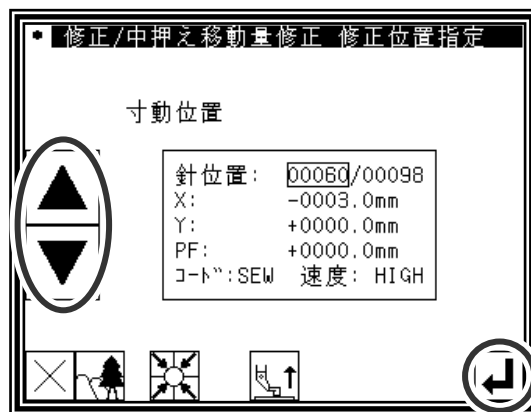 修正/中押え移動量修正 修正位置指定
寸動位置
針位置: 00060/00098
X: -0003.0mm
Y: +0000.0mm
PF: +0000.0mm
コード:SEW 速度: HIGH